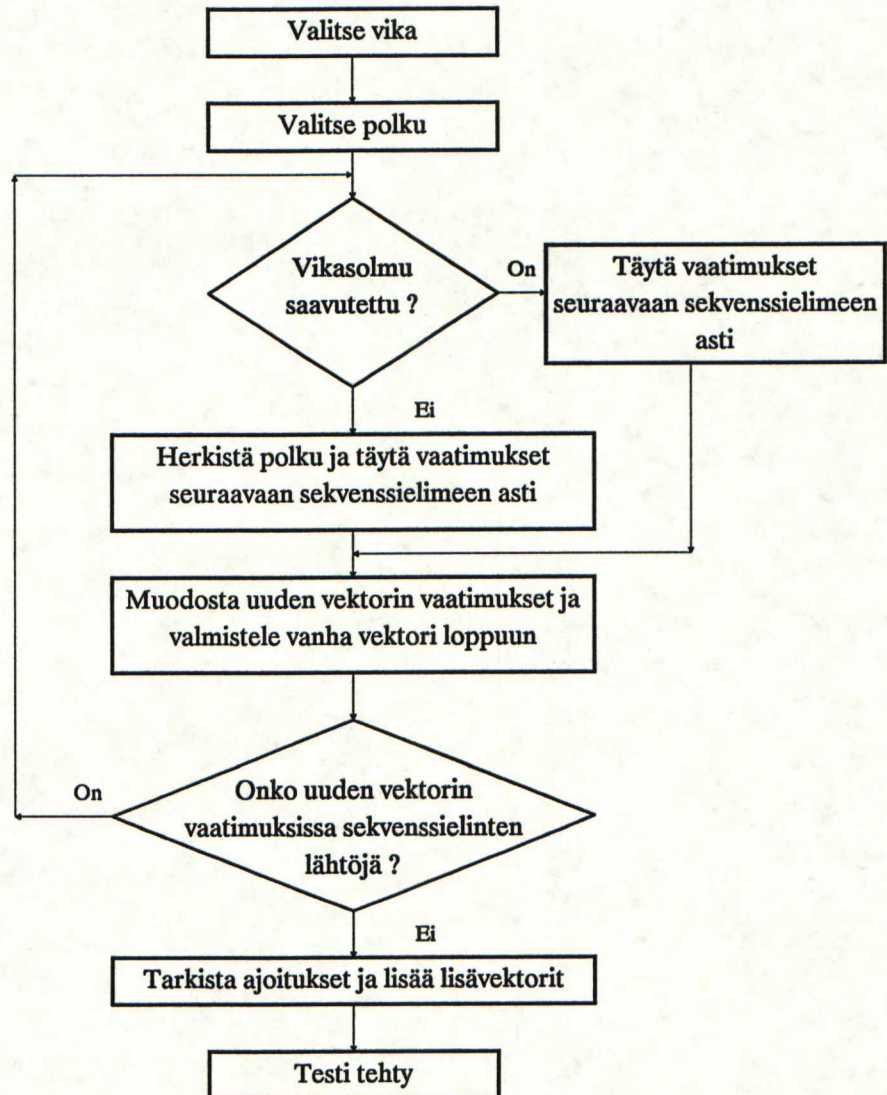 Valitse vika
Valitse polku
Vikasolmu
saavutettu ?
On
Täytä vaatimukset
seuraavaan sekvenssielimeen
asti
Ei
Herkistä polku ja täytä vaatimukset
seuraavaan sekvenssielimeen asti
Muodosta uuden vektorin vaatimukset ja
valmistele vanha vektori loppuun
On
Onko uuden vektorin
vaatimuksissa sekvenssielinten
lähtöjä ?
Ei
Tarkista ajoitukset ja lisää lisävektorit
Testi tehty